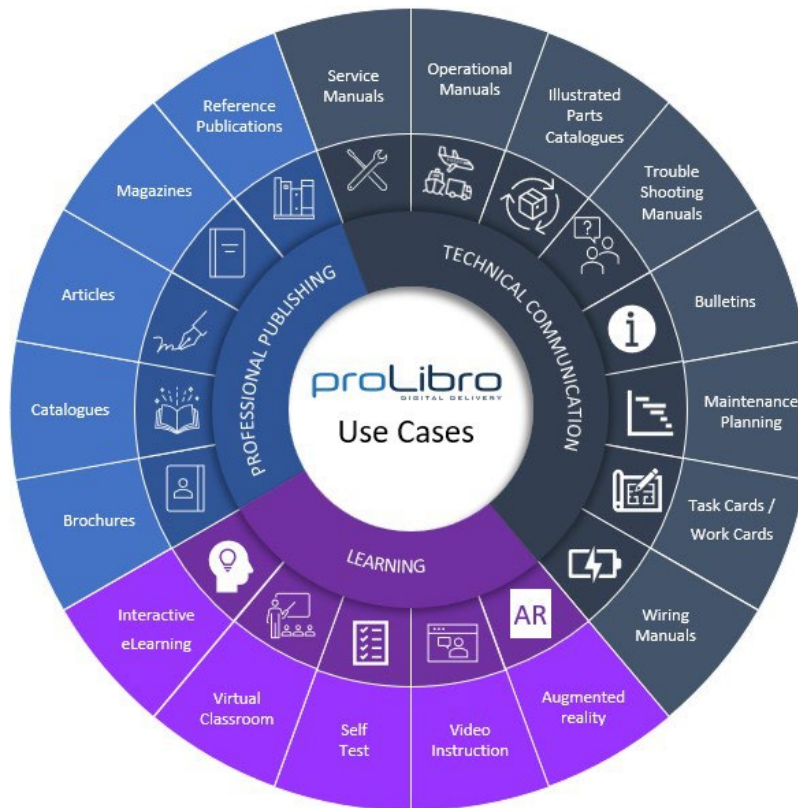 proLibro
DIGITAL DELIVERY
Use Cases
TECHNICAL COMMUNICATION
Service
Manuals
Operational
Manuals
Illustrated
Parts
Catalogues
Trouble
Shooting
Manuals
?
Bulletins
i
Maintenance
Planning
Task Cards /
Work Cards
Wiring
Manuals
LEARNING
Augmented
reality
AR
Video
Instruction
Self
Test
Virtual
Classroom
Interactive
eLearning
PROFESSIONAL PUBLISHING
Brochures
Catalogues
Articles
Magazines
Reference
Publications